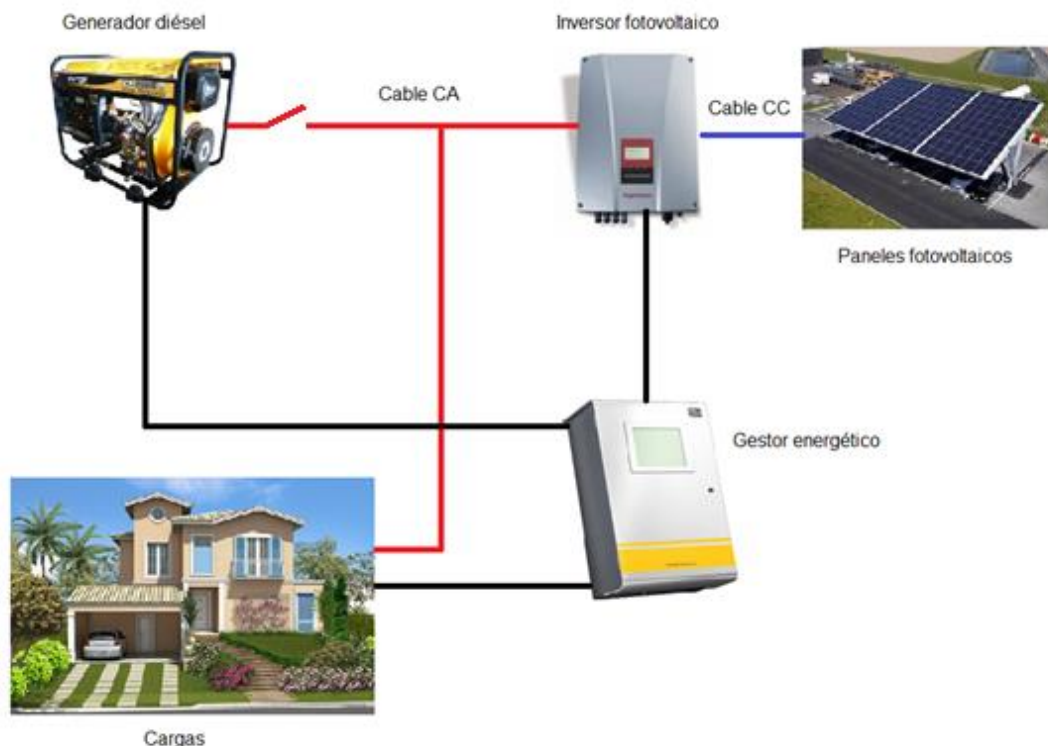 Generador diésel
Inversor fotovoltaico
Cable CA
Cable CC
Paneles fotovoltaicos
Gestor energético
Cargas